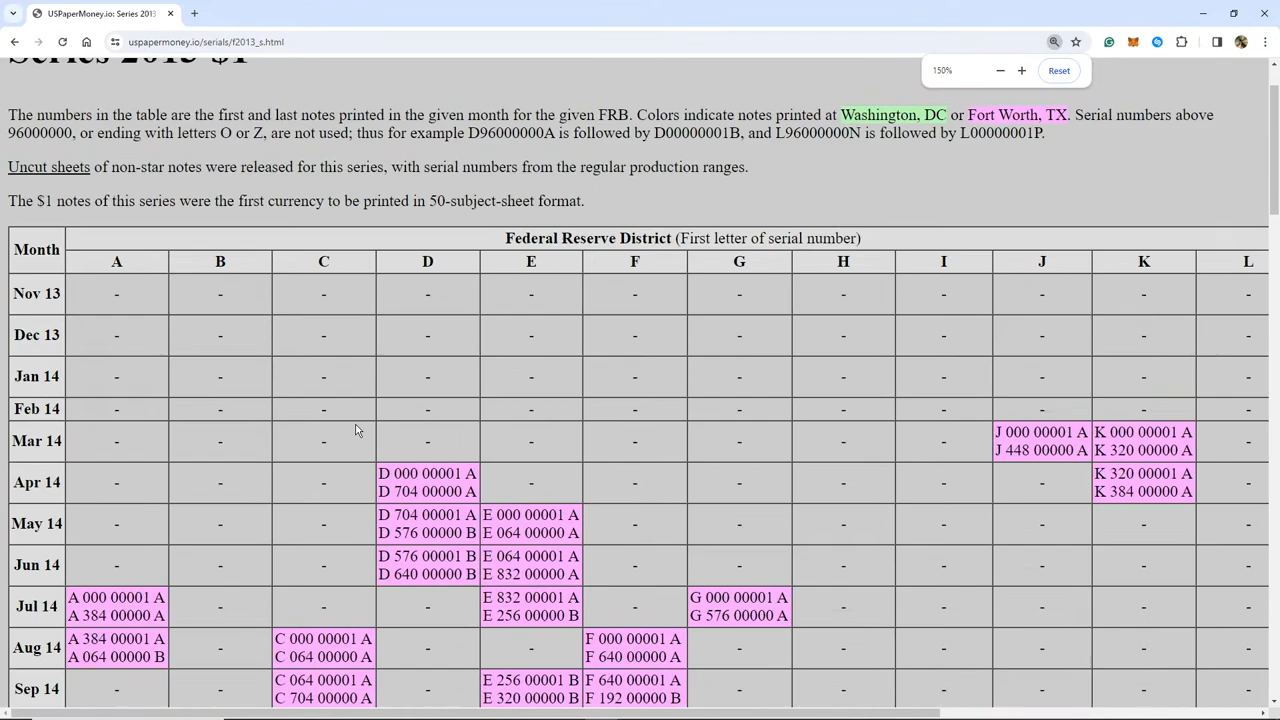 USPaperMoney.io: Series 2013
uspapermoney.io/serials/f2013_s.html
150%
Reset
Series 2013 $1
The numbers in the table are the first and last notes printed in the given month for the given FRB. Colors indicate notes printed at Washington, DC or Fort Worth, TX. Serial numbers above
96000000, or ending with letters O or Z, are not used; thus for example D96000000A is followed by D00000001B, and L96000000N is followed by L00000001P.
Uncut sheets of non-star notes were released for this series, with serial numbers from the regular production ranges.
The $1 notes of this series were the first currency to be printed in 50-subject-sheet format.
Month
Federal Reserve District (First letter of serial number)
A B C D E F G H I J K L
Nov 13 - - - - - - - - - - - -
Dec 13 - - - - - - - - - - - -
Jan 14 - - - - - - - - - - - -
Feb 14 - - - - - - - - - - - -
Mar 14 - - - - - - - - - J 000 00001 A K 000 00001 A -
J 448 00000 A K 320 00000 A
Apr 14 - - - D 000 00001 A - - - - - - K 320 00001 A -
D 704 00000 A K 384 00000 A
May 14 - - - D 704 00001 A E 000 00001 A - - - - - - -
D 576 00000 B E 064 00000 A
Jun 14 - - - D 576 00001 B E 064 00001 A - - - - - - -
D 640 00000 B E 832 00000 A
Jul 14 A 000 00001 A - - - E 832 00001 A - G 000 00001 A - - - - -
A 384 00000 A E 256 00000 B G 576 00000 A
Aug 14 A 384 00001 A - C 000 00001 A - - F 000 00001 A - - - - - -
A 064 00000 B C 064 00000 A F 640 00000 A
Sep 14 - - C 064 00001 A - E 256 00001 B F 640 00001 A - - - - - -
C 704 00000 A E 320 00000 B F 192 00000 B